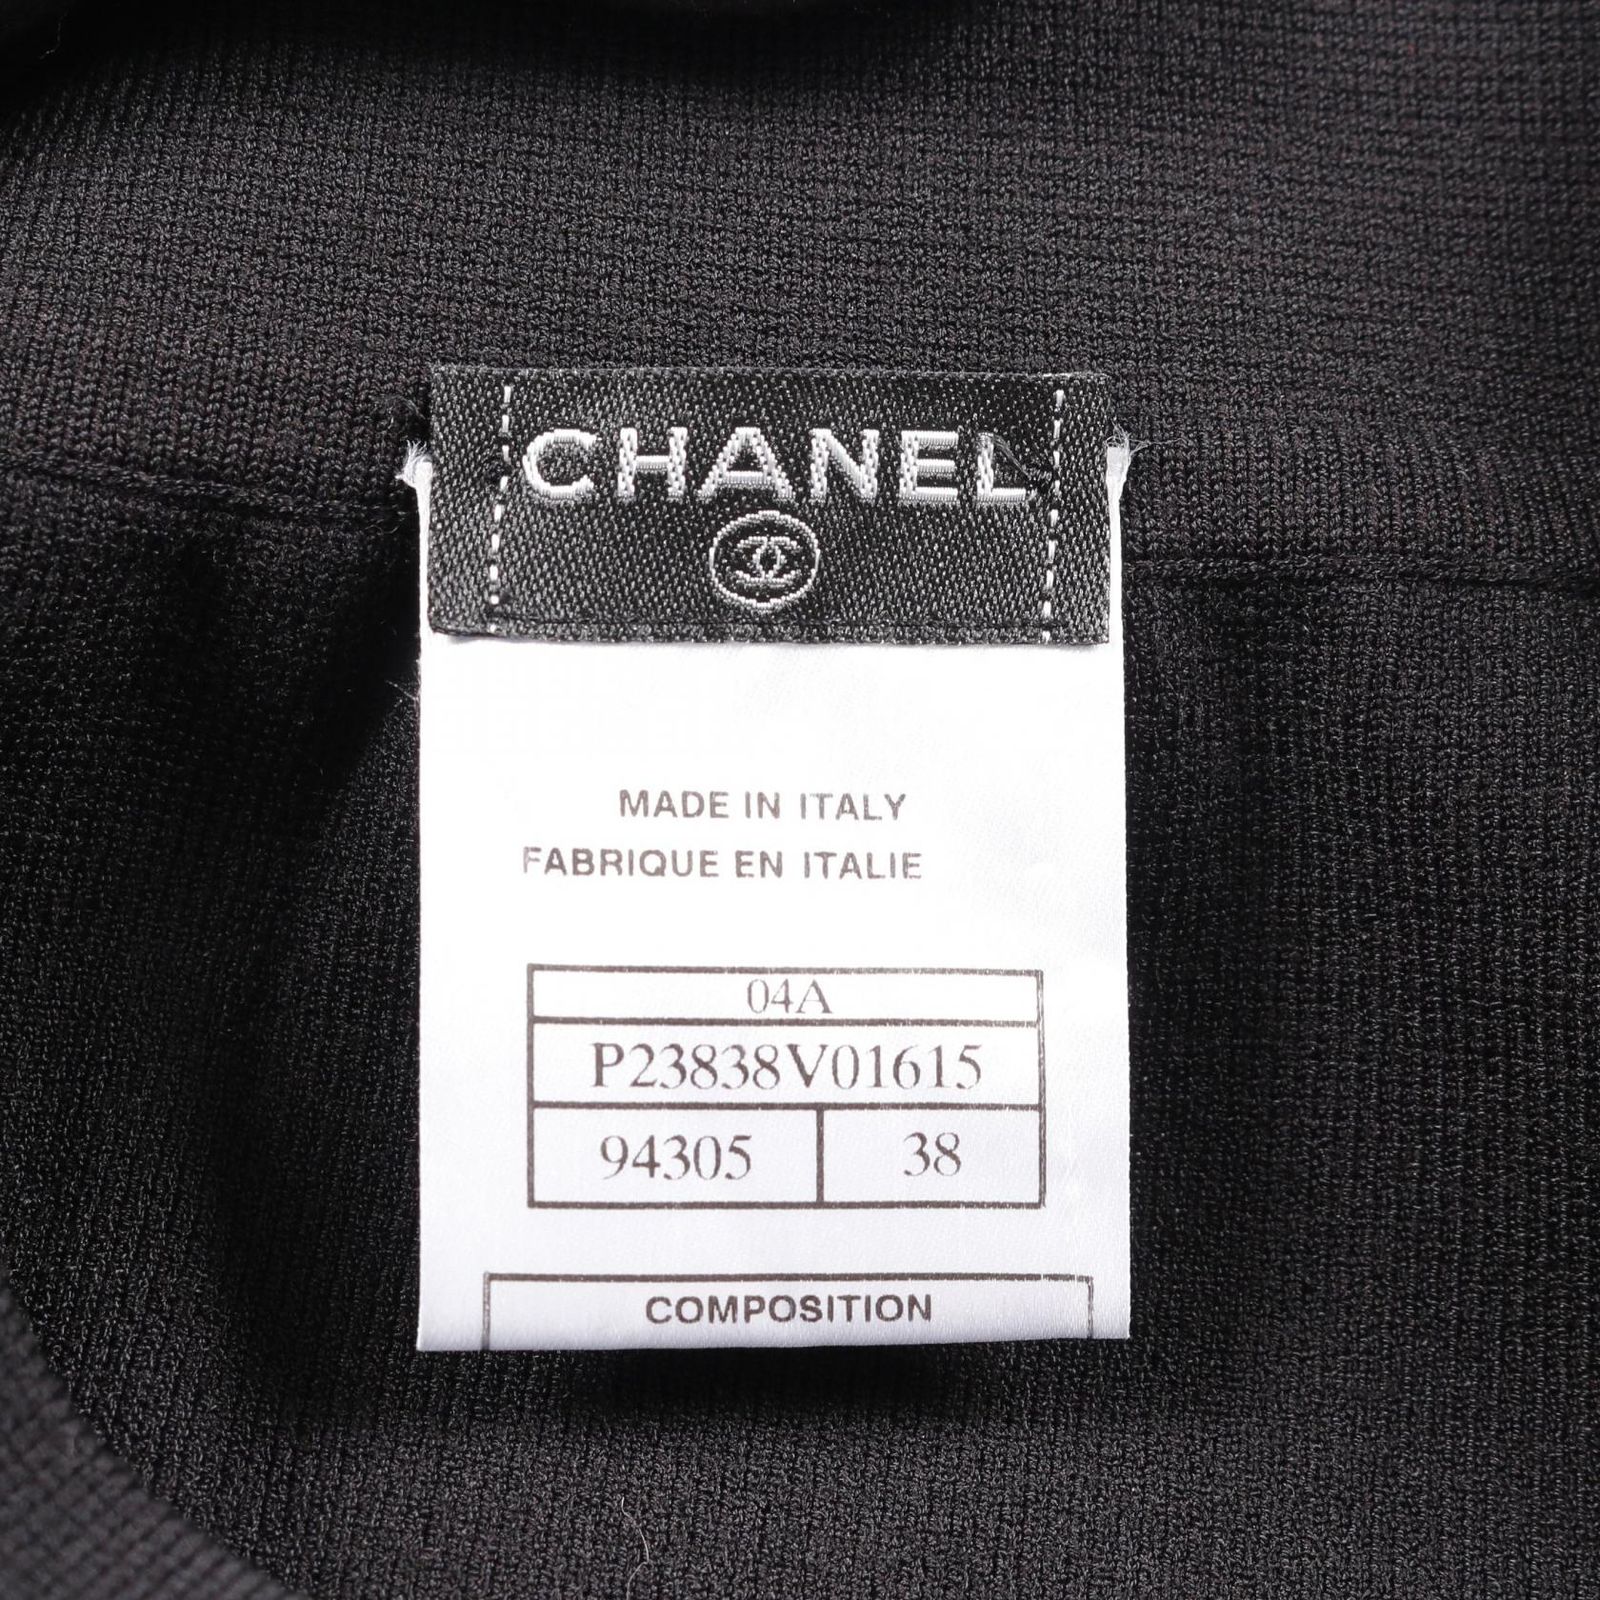 CHANEL
MADE IN ITALY
FABRIQUE EN ITALIE
04A
P23838V01615
94305 38
COMPOSITION